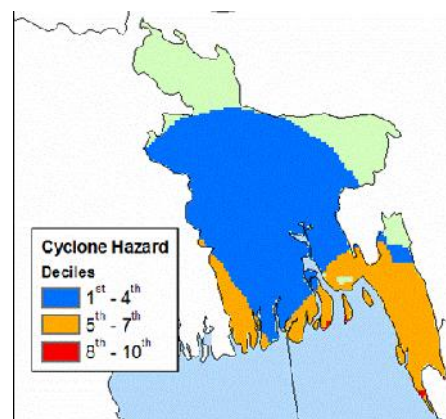 Cyclone Hazard
Deciles
1st - 4th
5th - 7th
8th - 10th